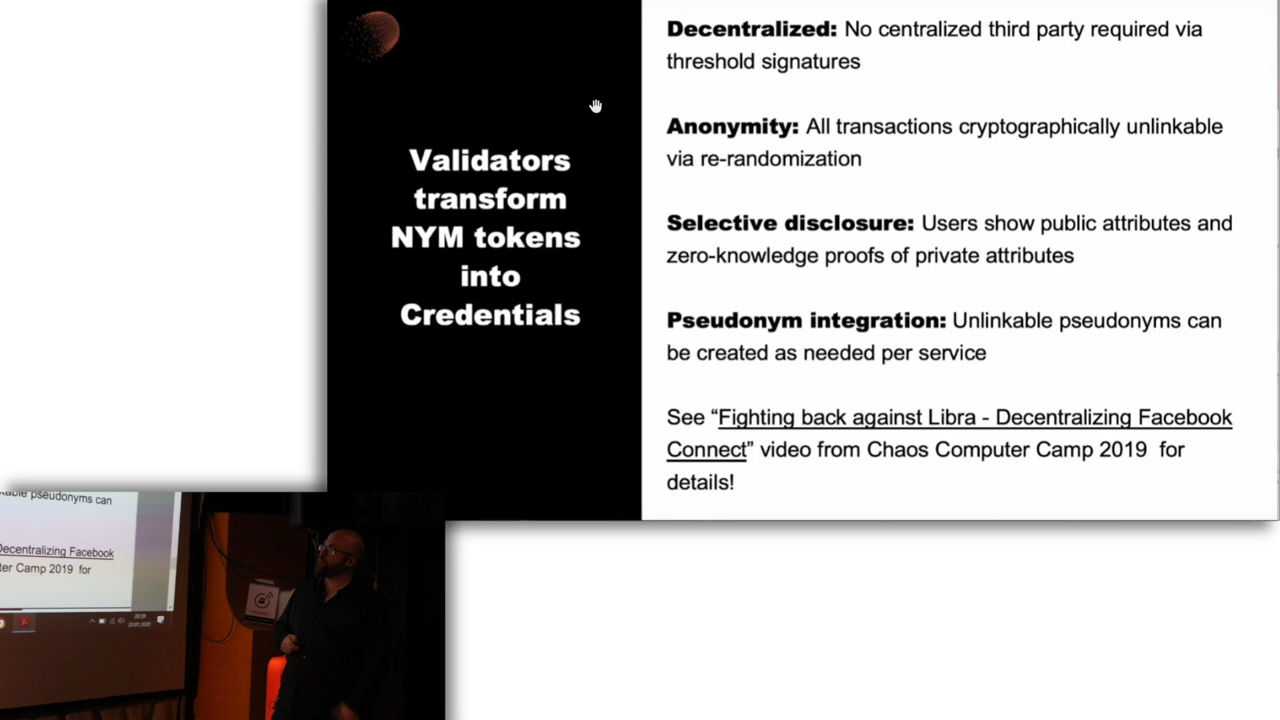 Validators
transform
NYM tokens
into
Credentials
Decentralized: No centralized third party required via
threshold signatures
Anonymity: All transactions cryptographically unlinkable
via re-randomization
Selective disclosure: Users show public attributes and
zero-knowledge proofs of private attributes
Pseudonym integration: Unlinkable pseudonyms can
be created as needed per service
See “Fighting back against Libra - Decentralizing Facebook
Connect” video from Chaos Computer Camp 2019 for
details!
pseudonyms can
Decentralizing Facebook
ter Camp 2019 for